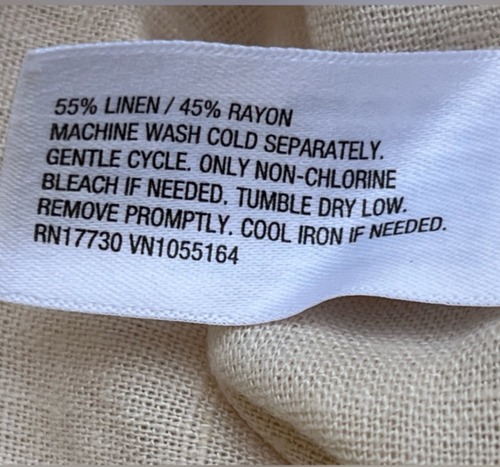 55% LINEN / 45% RAYON
MACHINE WASH COLD SEPARATELY.
GENTLE CYCLE. ONLY NON-CHLORINE
BLEACH IF NEEDED. TUMBLE DRY LOW.
REMOVE PROMPTLY. COOL IRON IF NEEDED.
RN17730 VN1055164